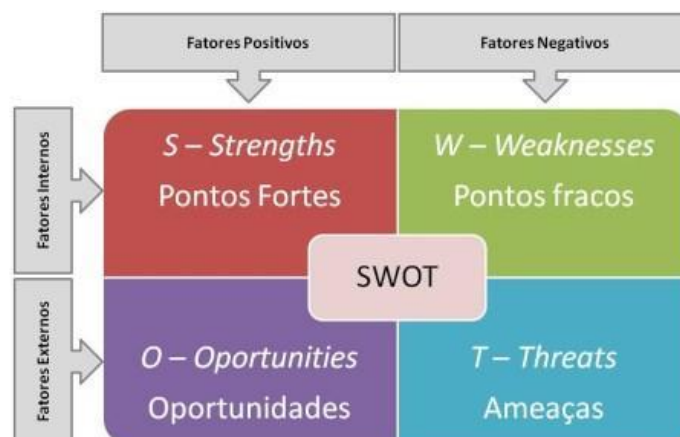 Fatores Positivos
Fatores Negativos
Fatores Internos
S – Strengths
Pontos Fortes
W – Weaknesses
Pontos fracos
SWOT
Fatores Externos
O – Oportunities
Oportunidades
T – Threats
Ameaças